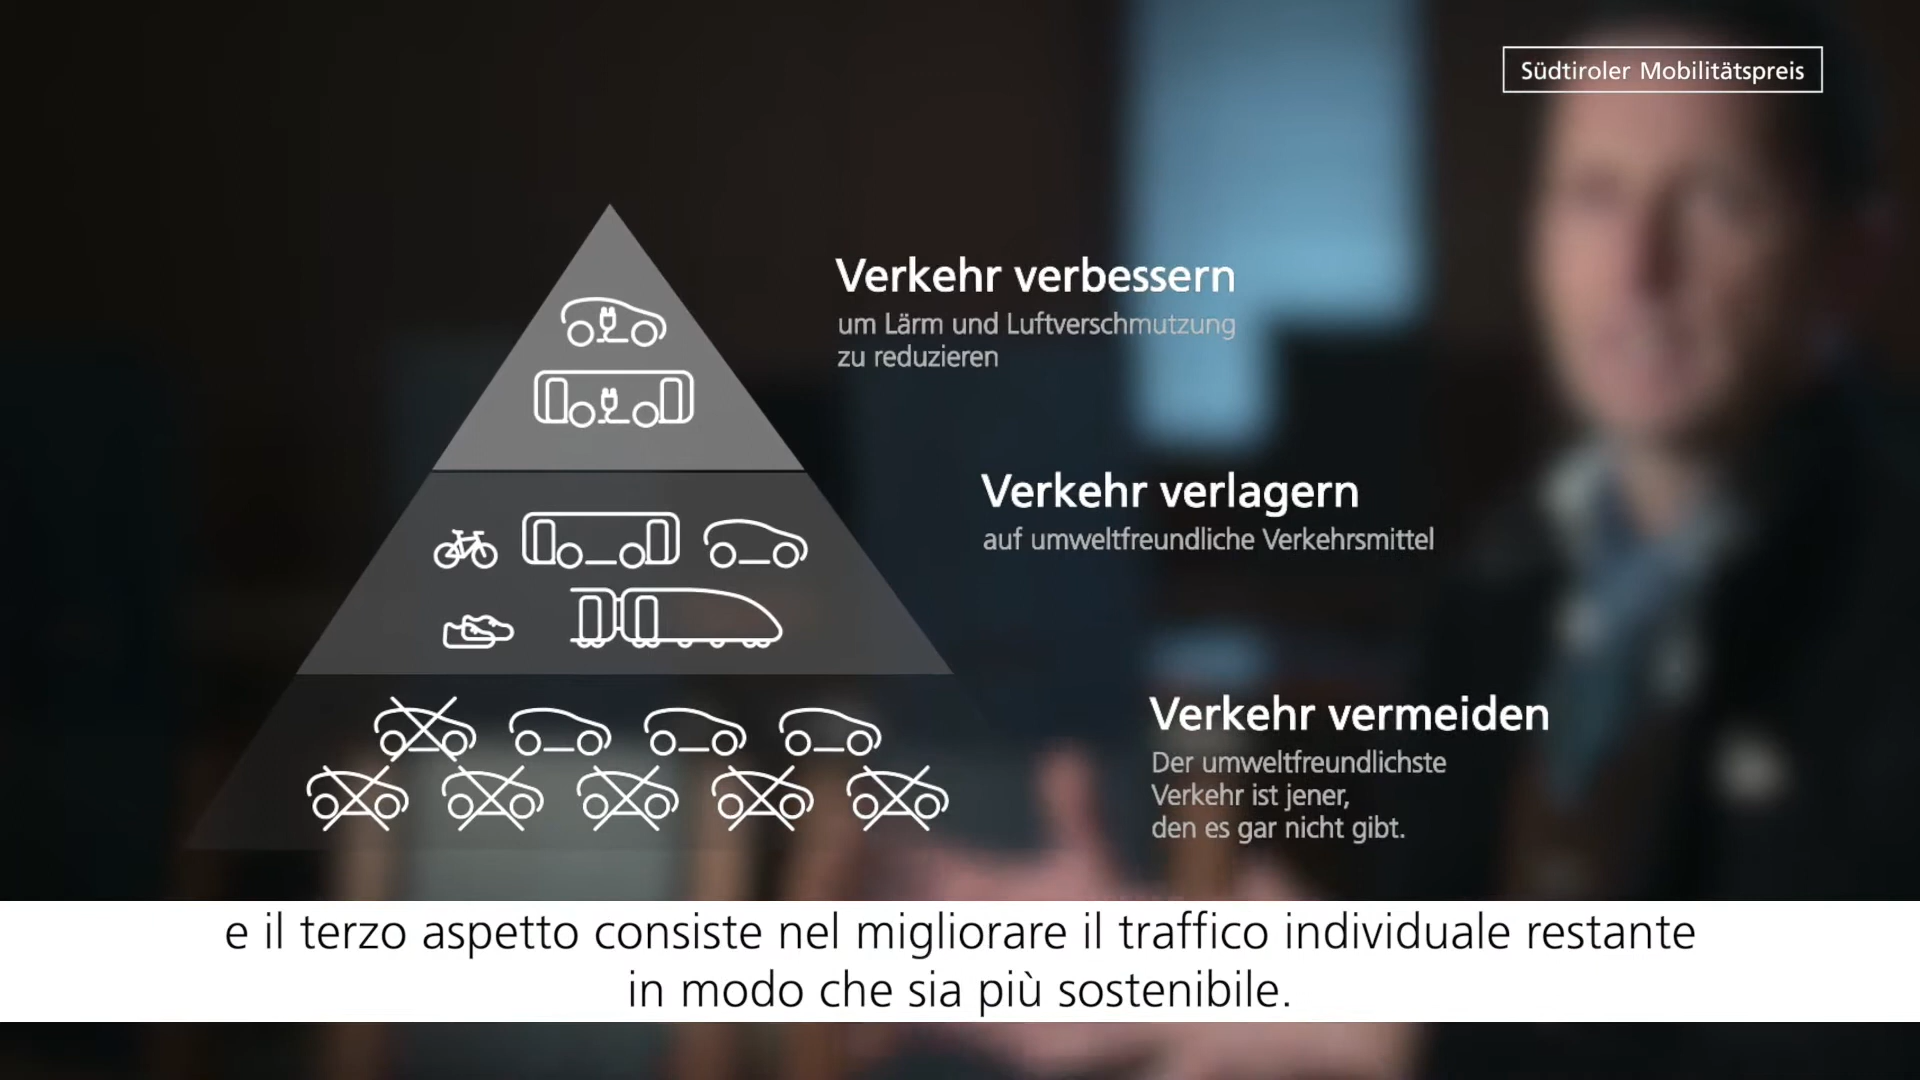 Südtiroler Mobilitätspreis
Verkehr verbessern
um Lärm und Luftverschmutzung
zu reduzieren
Verkehr verlagern
auf umweltfreundliche Verkehrsmittel
Verkehr vermeiden
Der umweltfreundlichste
Verkehr ist jener,
den es gar nicht gibt.
e il terzo aspetto consiste nel migliorare il traffico individuale restante
in modo che sia più sostenibile.